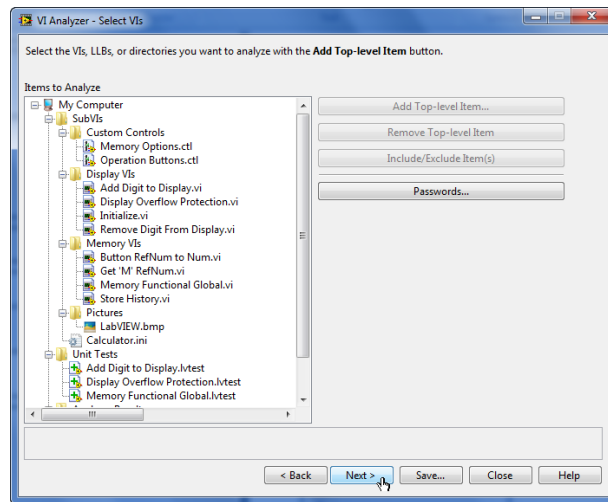 VI Analyzer - Select VIs
Select the VIs, LLBs, or directories you want to analyze with the Add Top-level Item button.
Items to Analyze
My Computer
SubVIs
Custom Controls
Memory Options.ctl
Operation Buttons.ctl
Display VIs
Add Digit to Display.vi
Display Overflow Protection.vi
Initialize.vi
Remove Digit From Display.vi
Memory VIs
Button RefNum to Num.vi
Get 'M' RefNum.vi
Memory Functional Global.vi
Store History.vi
Pictures
LabVIEW.bmp
Calculator.ini
Unit Tests
Add Digit to Display.lvtest
Display Overflow Protection.lvtest
Memory Functional Global.lvtest
Add Top-level Item...
Remove Top-level Item
Include/Exclude Item(s)
Passwords...
< Back
Next >
Save...
Close
Help